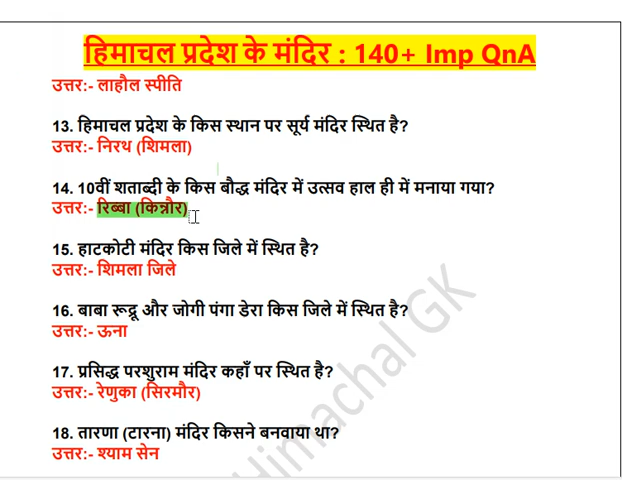 हिमाचल प्रदेश के मंदिर : 140+ Imp QnA
उत्तर:- लाहौल स्पीति
13. हिमाचल प्रदेश के किस स्थान पर सूर्य मंदिर स्थित है?
उत्तर:- निरथ (शिमला)
14. 10वीं शताब्दी के किस बौद्ध मंदिर में उत्सव हाल ही में मनाया गया?
उत्तर:- रिब्बा (किन्नौर)
15. हाटकोटी मंदिर किस जिले में स्थित है?
उत्तर:- शिमला जिले
16. बाबा रूद्रू और जोगी पंगा डेरा किस जिले में स्थित है?
उत्तर:- ऊना
17. प्रसिद्ध परशुराम मंदिर कहाँ पर स्थित है?
उत्तर:- रेणुका (सिरमौर)
18. तारणा (टारना) मंदिर किसने बनवाया था?
उत्तर:- श्याम सेन
Himachal GK